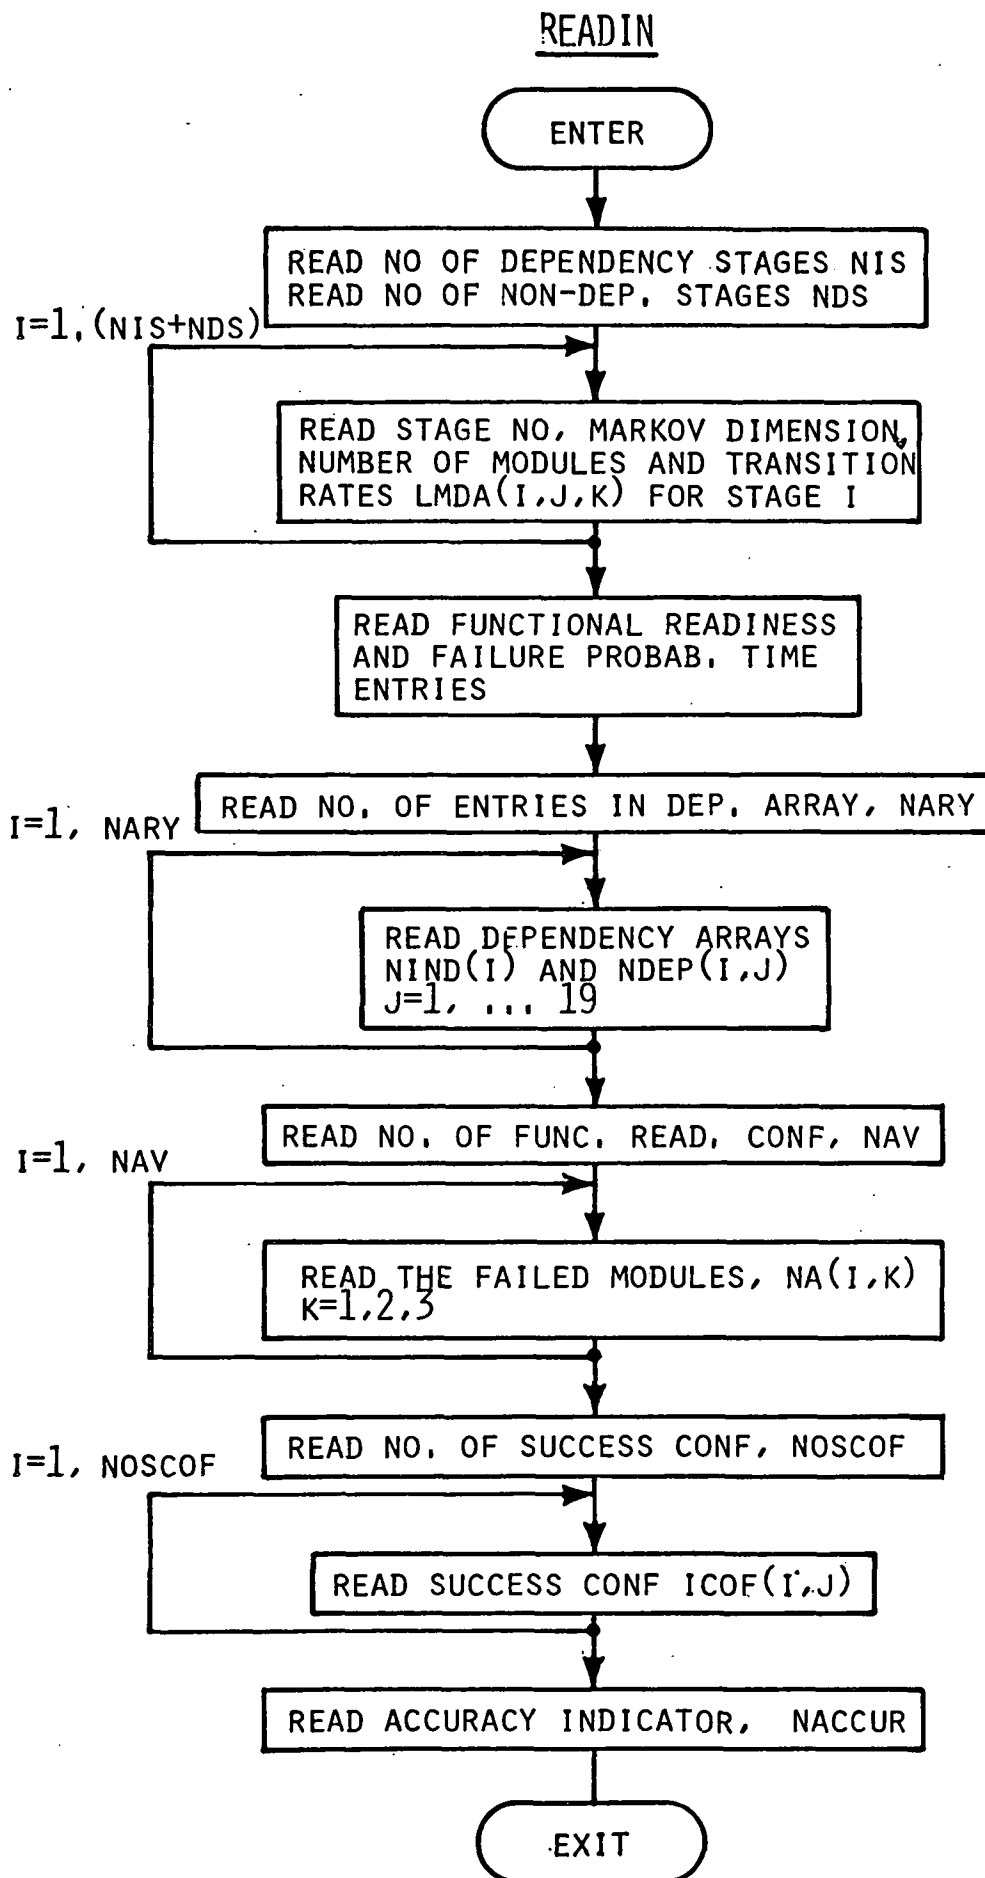 READIN
ENTER
READ NO OF DEPENDENCY STAGES NIS
READ NO OF NON-DEP. STAGES NDS
I=1, (NIS+NDS)
READ STAGE NO, MARKOV DIMENSION,
NUMBER OF MODULES AND TRANSITION
RATES LMDA(I,J,K) FOR STAGE I
READ FUNCTIONAL READINESS
AND FAILURE PROBAB. TIME
ENTRIES
READ NO. OF ENTRIES IN DEP. ARRAY, NARY
I=1, NARY
READ DEPENDENCY ARRAYS
NIND(I) AND NDEP(I,J)
J=1, ... 19
READ NO. OF FUNC. READ. CONF, NAV
I=1, NAV
READ THE FAILED MODULES, NA(I,K)
K=1,2,3
READ NO. OF SUCCESS CONF, NOSCOF
I=1, NOSCOF
READ SUCCESS CONF ICOF(I,J)
READ ACCURACY INDICATOR, NACCUR
EXIT